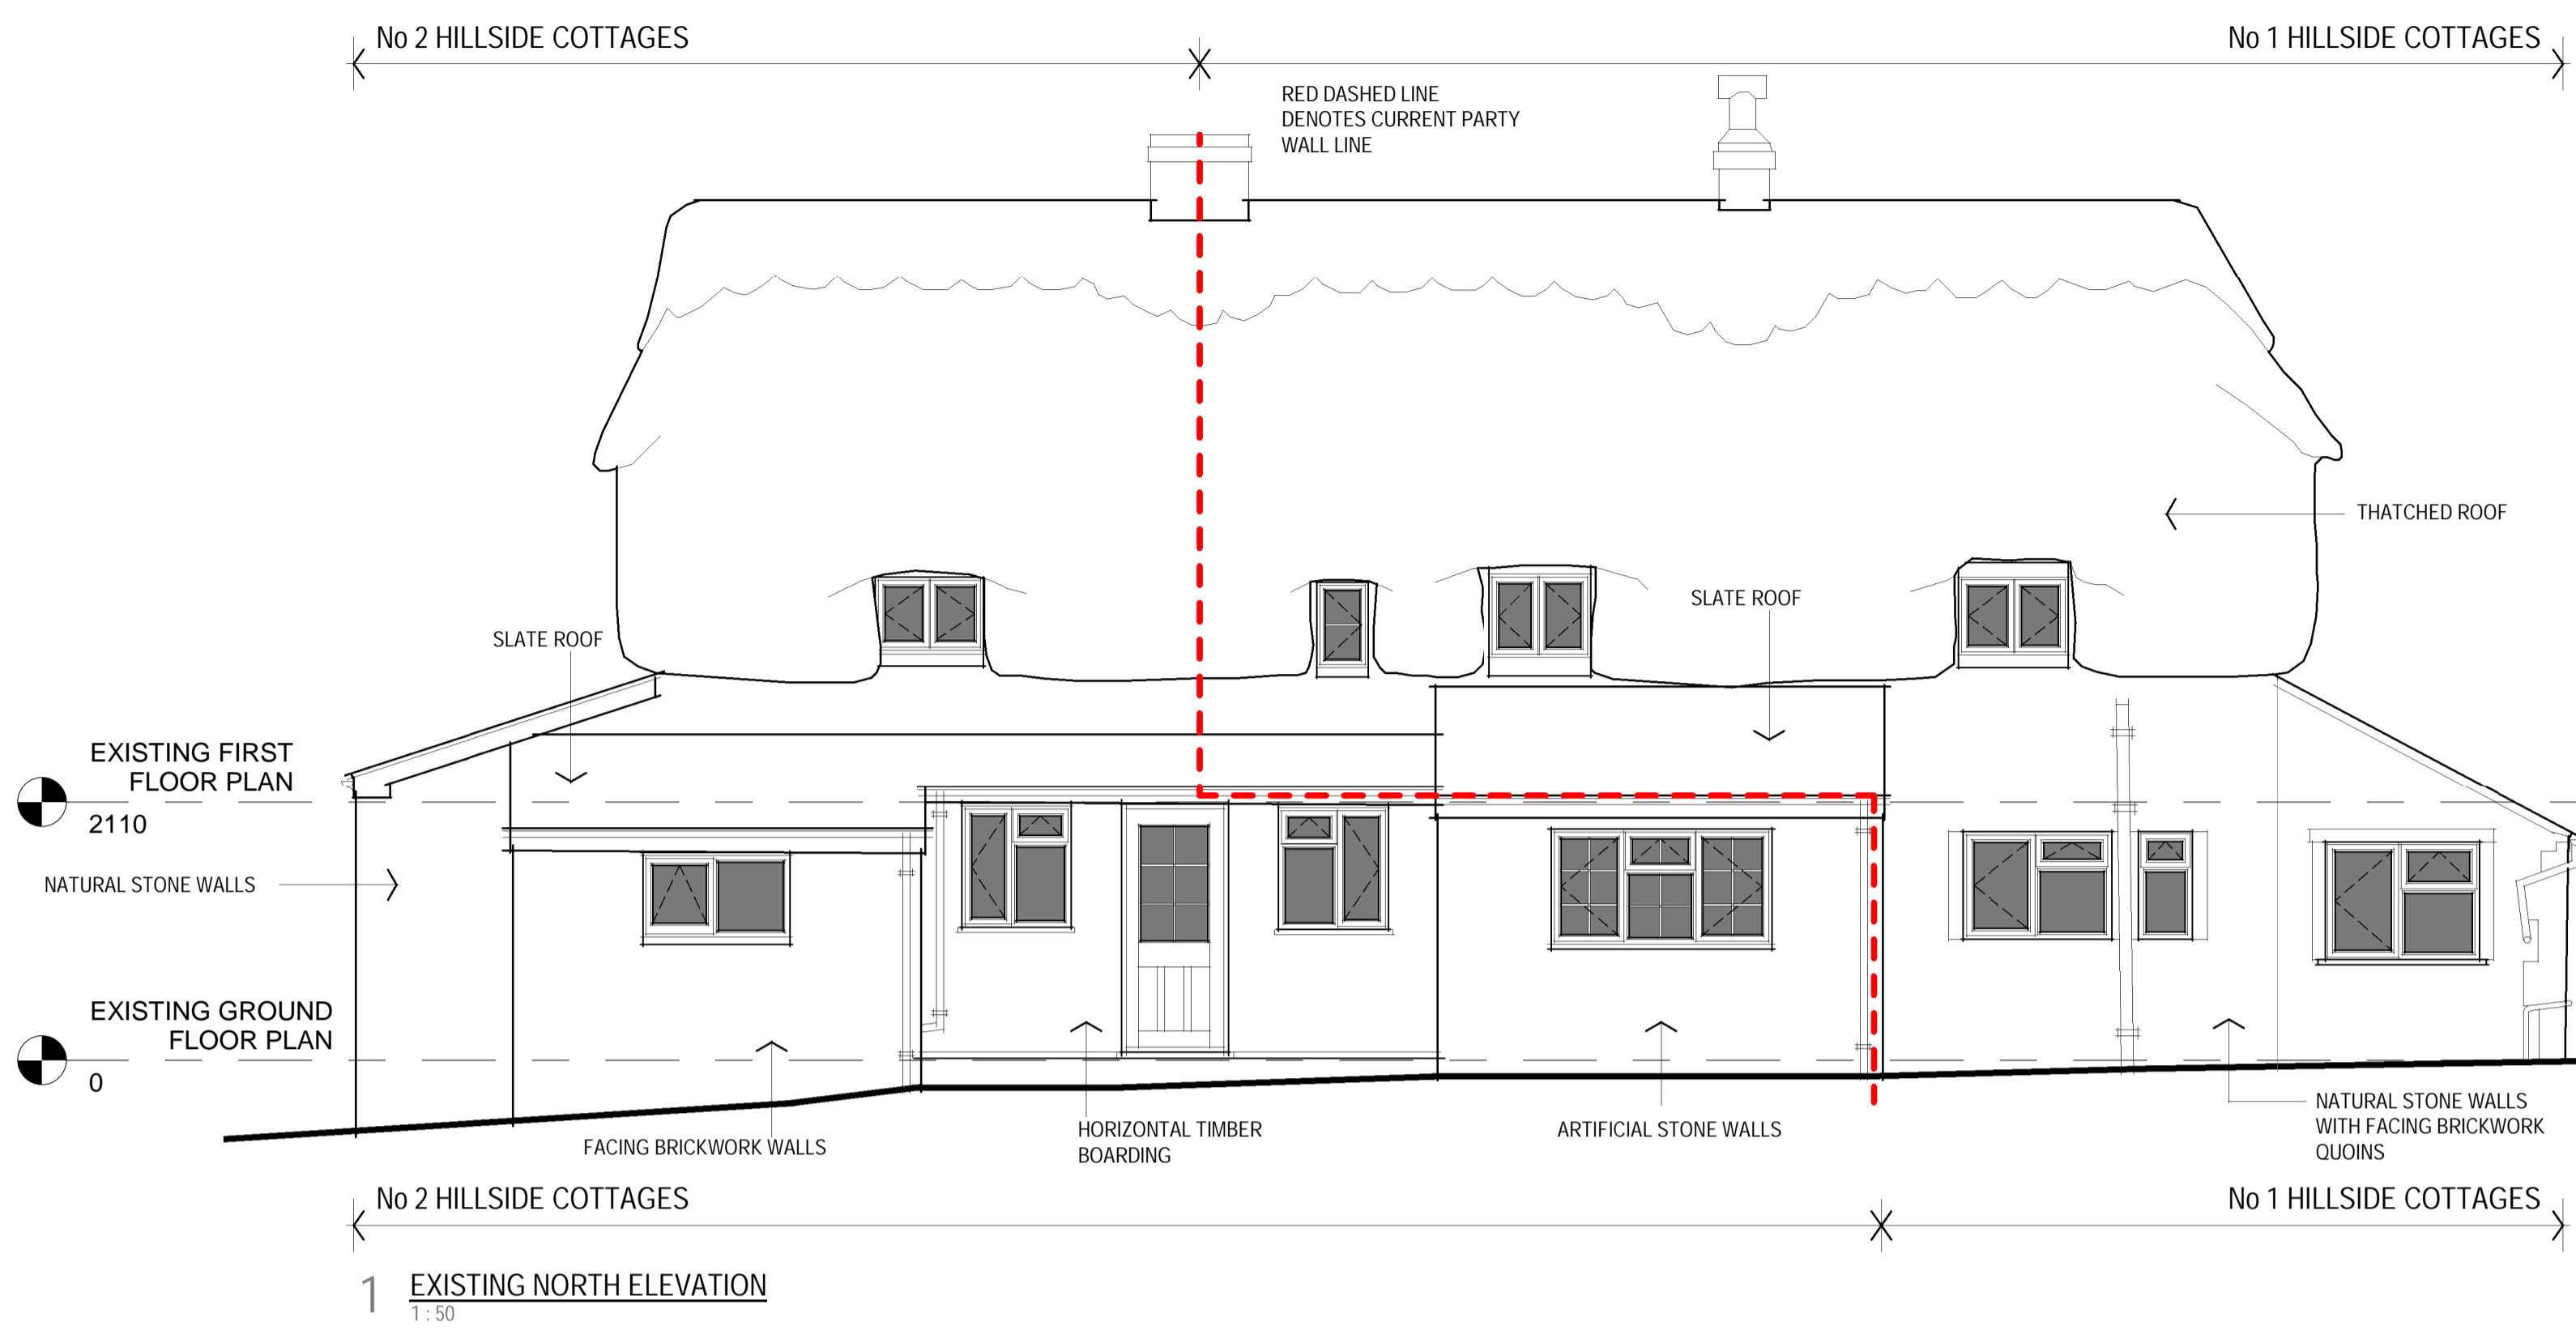 No 2 HILLSIDE COTTAGES
No 1 HILLSIDE COTTAGES
RED DASHED LINE
DENOTES CURRENT PARTY
WALL LINE
THATCHED ROOF
SLATE ROOF
SLATE ROOF
EXISTING FIRST
FLOOR PLAN
2110
NATURAL STONE WALLS
EXISTING GROUND
FLOOR PLAN
0
FACING BRICKWORK WALLS
HORIZONTAL TIMBER
BOARDING
ARTIFICIAL STONE WALLS
NATURAL STONE WALLS
WITH FACING BRICKWORK
QUOINS
No 2 HILLSIDE COTTAGES
No 1 HILLSIDE COTTAGES
1 EXISTING NORTH ELEVATION
1 : 50